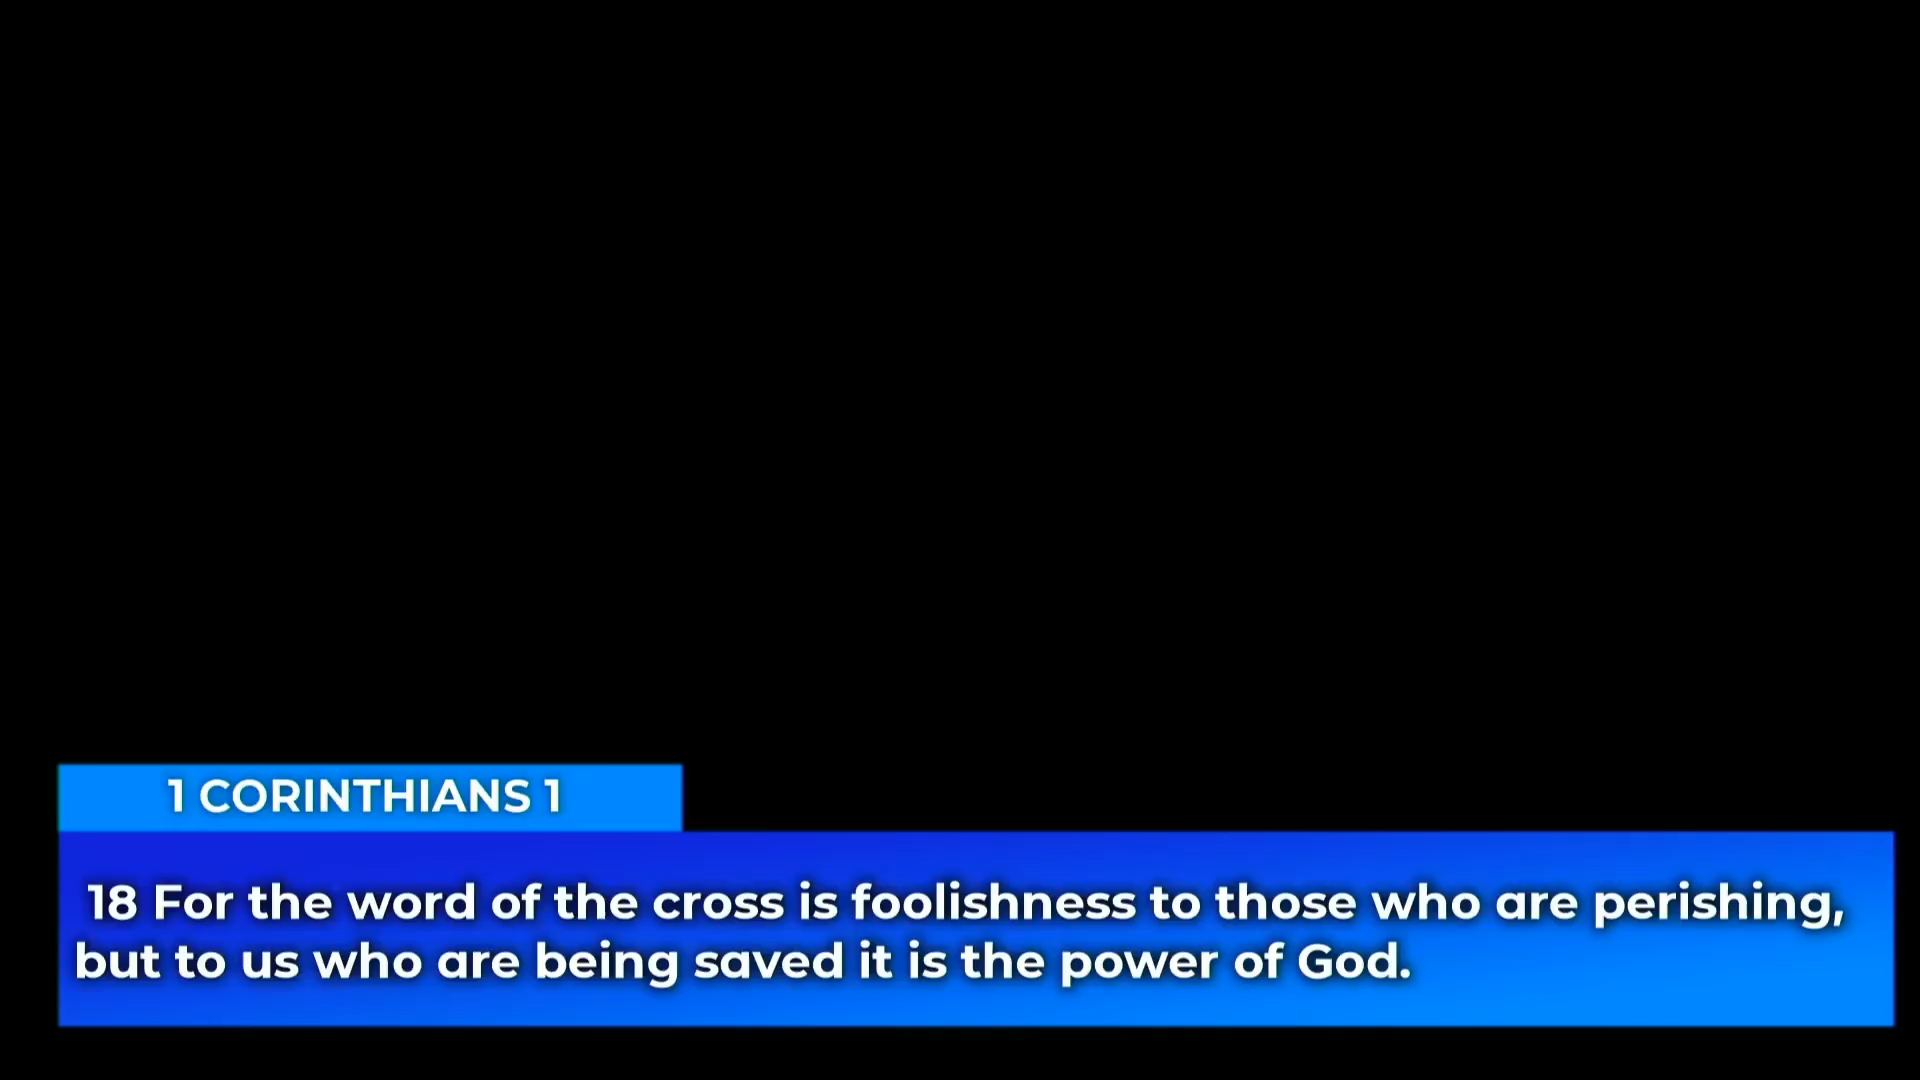 1 CORINTHIANS 1
18 For the word of the cross is foolishness to those who are perishing,
but to us who are being saved it is the power of God.